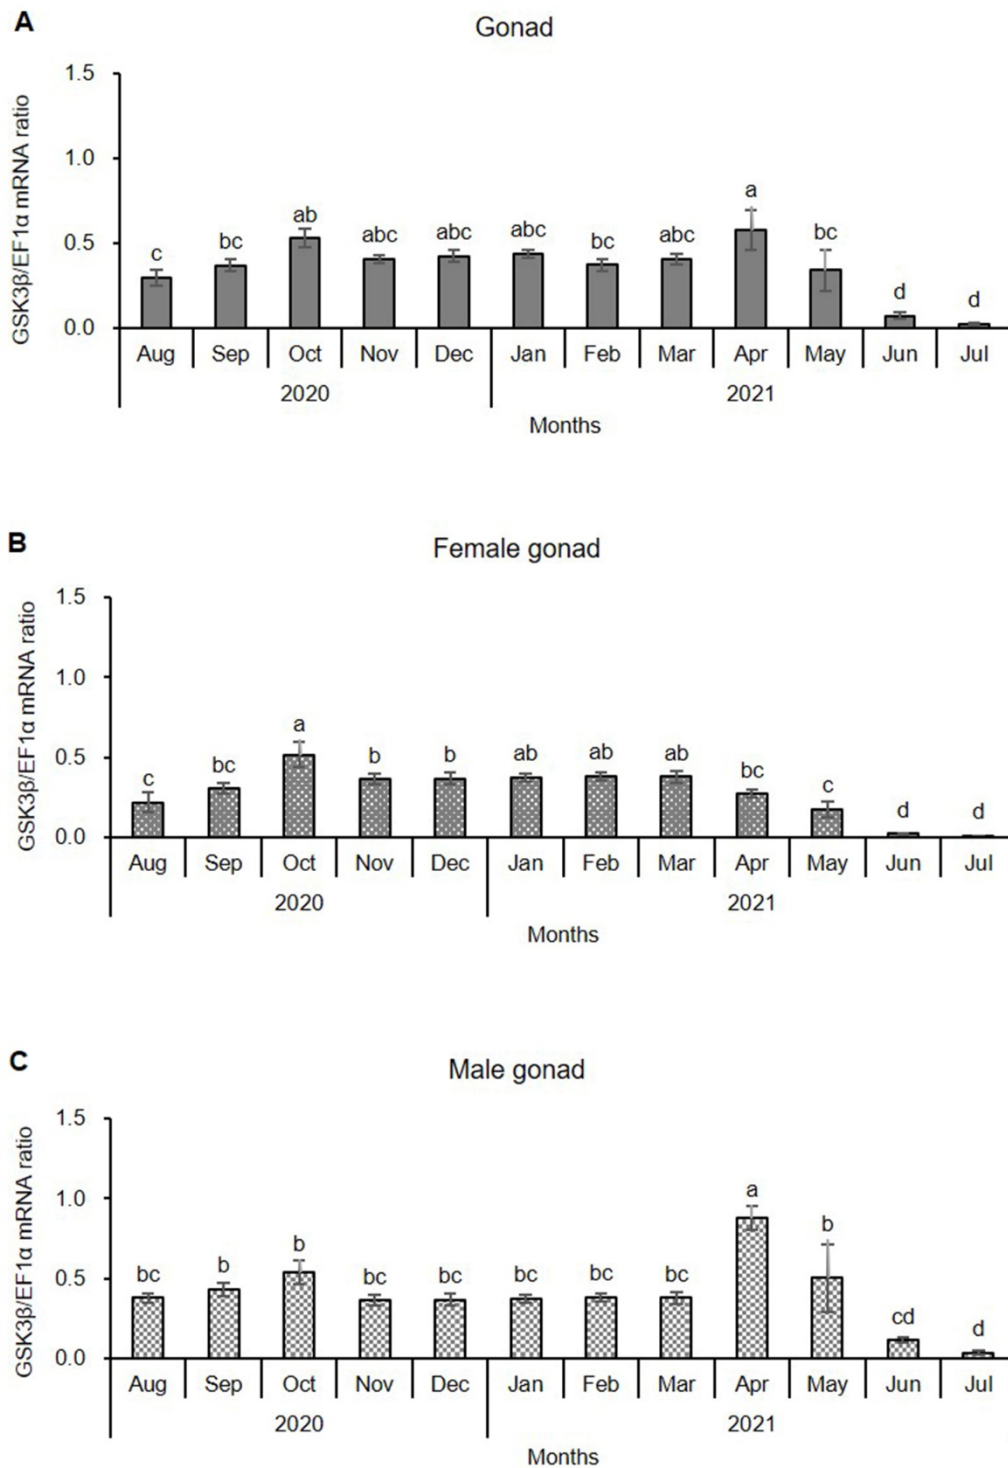 A
Gonad
GSK3β/EF1α mRNA ratio
1.5
1.0
0.5
0.0
c bc ab abc abc abc bc abc a bc d d
Aug Sep Oct Nov Dec Jan Feb Mar Apr May Jun Jul
2020 2021
Months
B
Female gonad
GSK3β/EF1α mRNA ratio
1.5
1.0
0.5
0.0
c bc a b b ab ab ab bc c d d
Aug Sep Oct Nov Dec Jan Feb Mar Apr May Jun Jul
2020 2021
Months
C
Male gonad
GSK3β/EF1α mRNA ratio
1.5
1.0
0.5
0.0
bc b b bc bc bc bc bc a b cd d
Aug Sep Oct Nov Dec Jan Feb Mar Apr May Jun Jul
2020 2021
Months